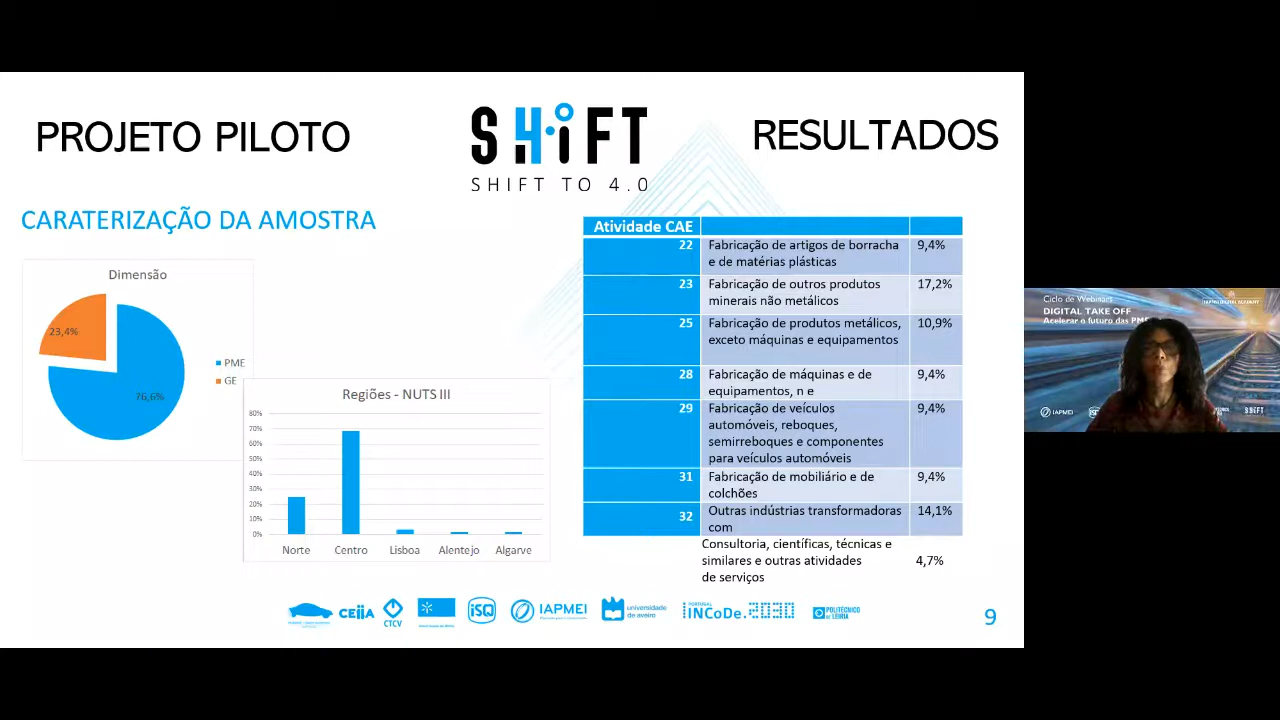 PROJETO PILOTO
SHiFT
SHIFT TO 4.0
RESULTADOS
CARATERIZAÇÃO DA AMOSTRA
Dimensão
23,4%
76,6%
PME
GE
Regiões - NUTS III
80%
70%
60%
50%
40%
30%
20%
10%
0%
Norte Centro Lisboa Alentejo Algarve
Atividade CAE
22 Fabricação de artigos de borracha 9,4%
e de matérias plásticas
23 Fabricação de outros produtos 17,2%
minerais não metálicos
25 Fabricação de produtos metálicos, 10,9%
exceto máquinas e equipamentos
28 Fabricação de máquinas e de 9,4%
equipamentos, n e
29 Fabricação de veículos 9,4%
automóveis, reboques,
semirreboques e componentes
para veículos automóveis
31 Fabricação de mobiliário e de 9,4%
colchões
32 Outras indústrias transformadoras 14,1%
com
Consultoria, científicas, técnicas e
similares e outras atividades 4,7%
de serviços
CEiiA
CTCV
iSQ
IAPMEI
universidade
de aveiro
PORTUGAL
iNCoDe.2030
POLITÉCNICO
DE LEIRIA
9
Ciclo de Webinars
IAPMEI DIGITAL ACADEMY
DIGITAL TAKE OFF
Acelerar o futuro das PME
IAPMEI
SHiFT